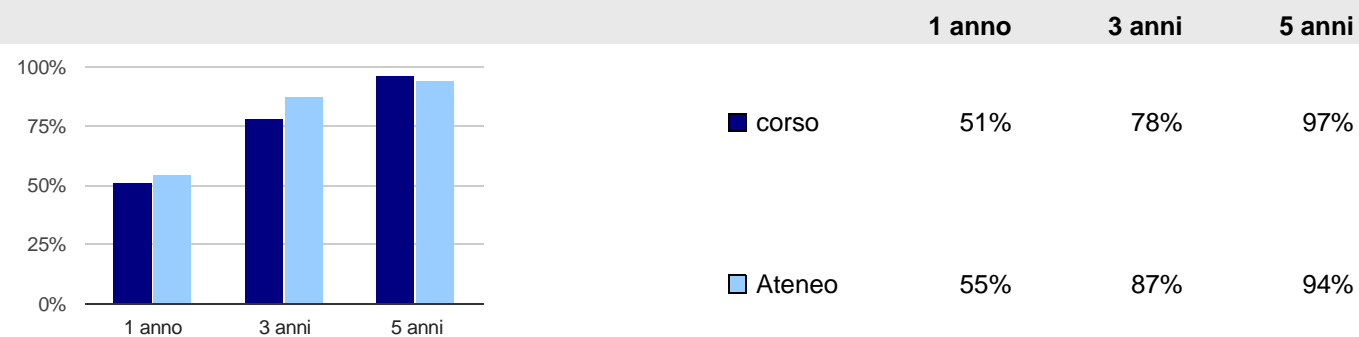 1 anno 3 anni 5 anni
100%
75%
50%
25%
0%
1 anno 3 anni 5 anni
corso 51% 78% 97%
Ateneo 55% 87% 94%